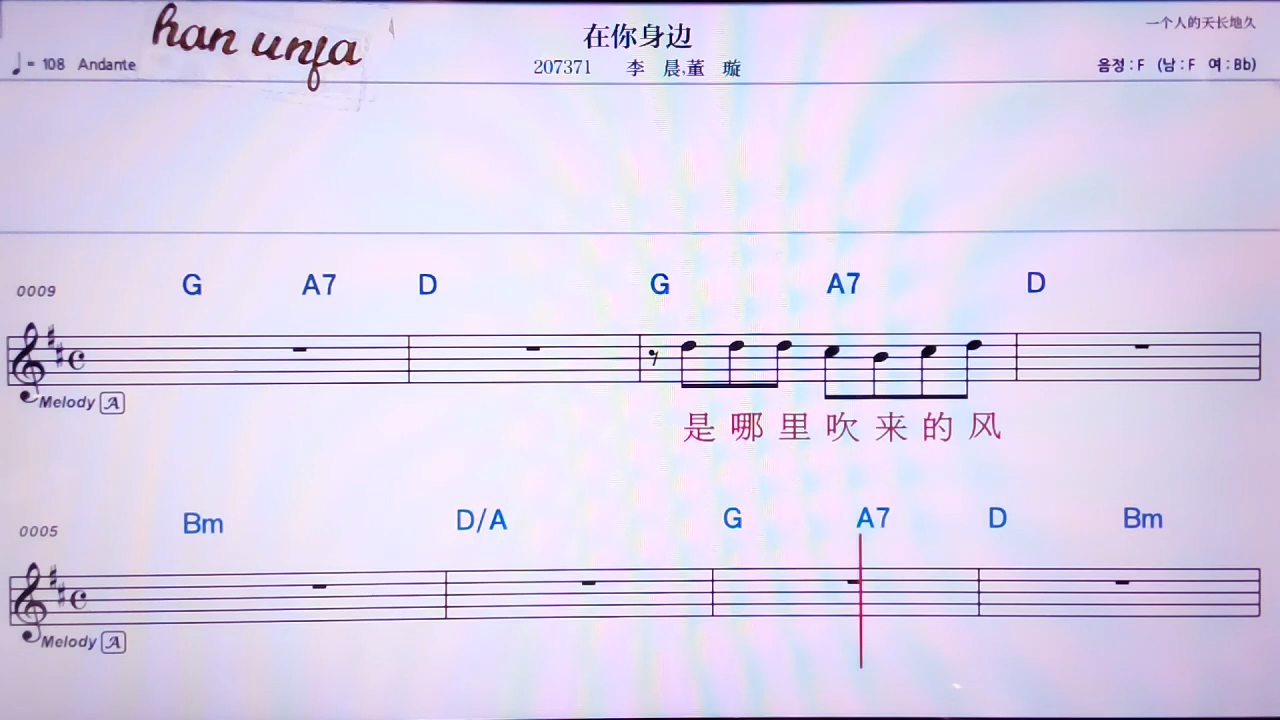 han unfa
在你身边
一个人的天长地久
♩= 108 Andante
207371 李 晨,董 璇
음정 : F (남 : F 여 : Bb)
0009 G A7 D G A7 D
Melody A
是 哪 里 吹 来 的 风
0005 Bm D/A G A7 D Bm
Melody A